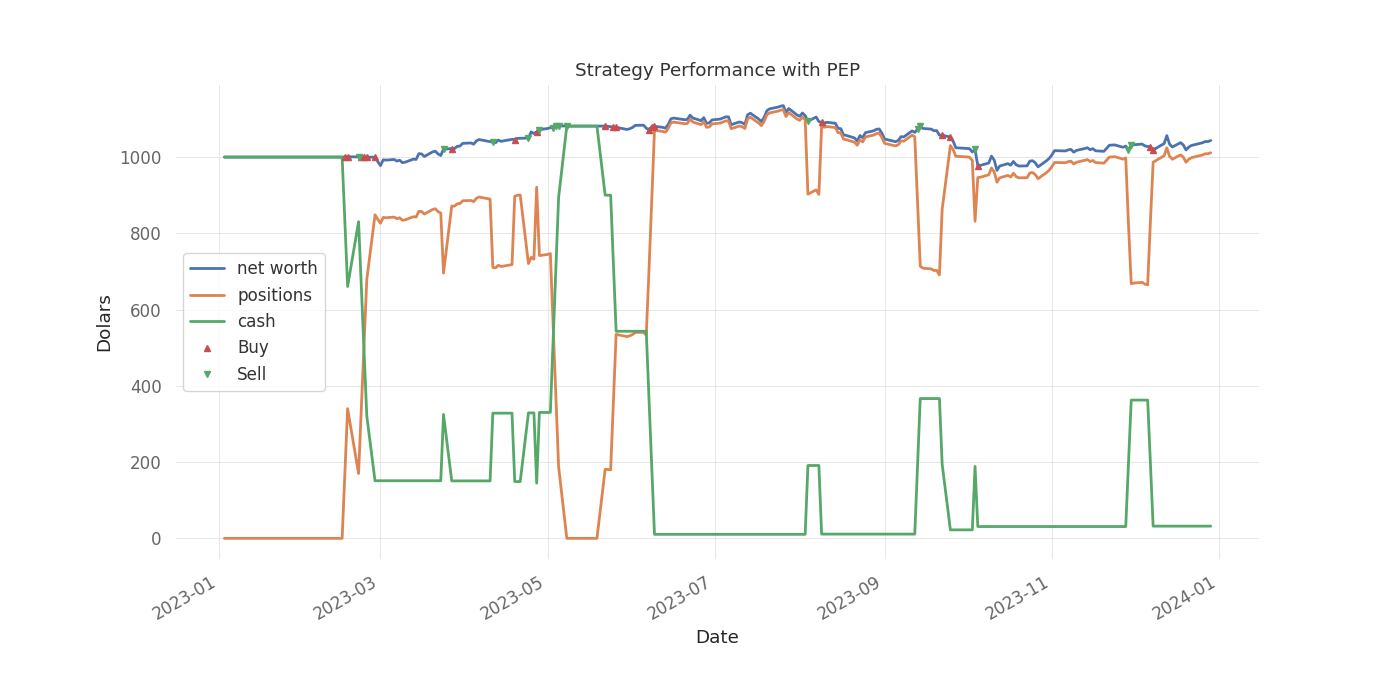 Strategy Performance with PEP
1000
800
600
400
200
0
Dolars
net worth
positions
cash
Buy
Sell
2023-01
2023-03
2023-05
2023-07
2023-09
2023-11
2024-01
Date